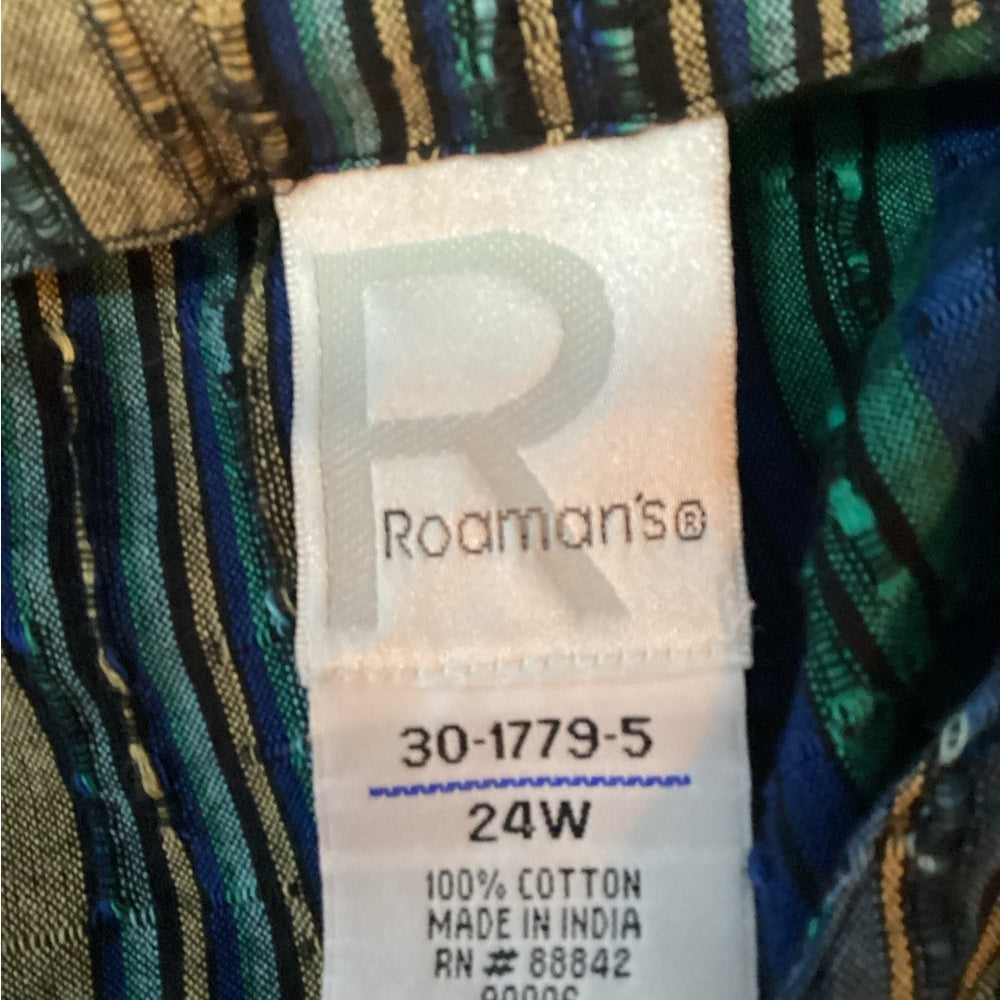 R
Roaman's®
30-1779-5
24W
100% COTTON
MADE IN INDIA
RN # 88842